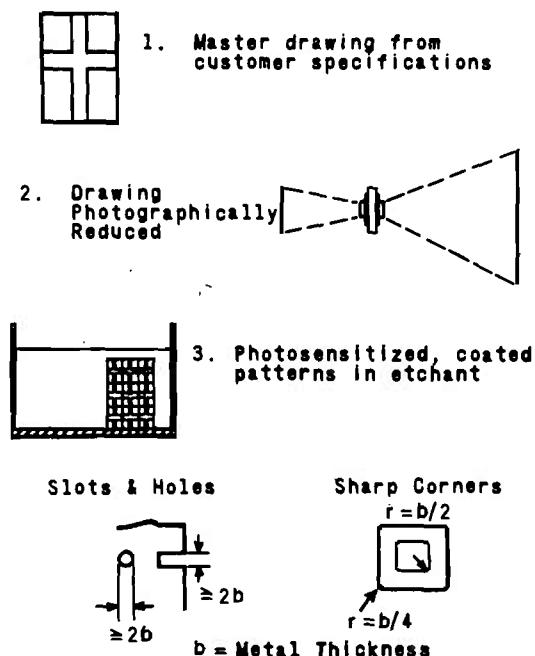 1. Master drawing from
customer specifications
2. Drawing
Photographically
Reduced
3. Photosensitized, coated
patterns in etchant
Slots & Holes
Sharp Corners
r = b/2
≥ 2b
≥ 2b
r = b/4
b = Metal Thickness